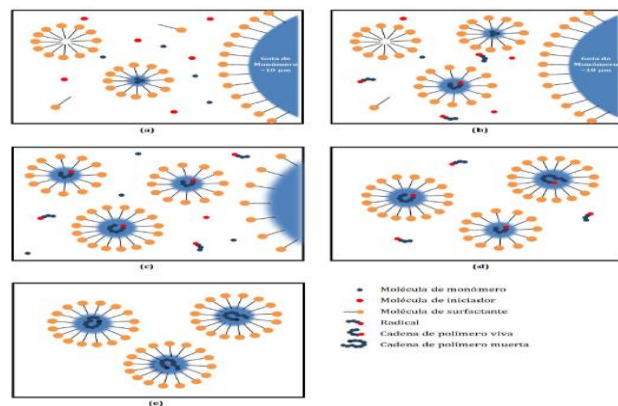 Gota de
Monómero
~10 μm
(a)
Gota de
Monómero
~10 μm
(b)
(c)
(d)
(e)
Molécula de monómero
Molécula de iniciador
Molécula de surfactante
Radical
Cadena de polímero viva
Cadena de polímero muerta